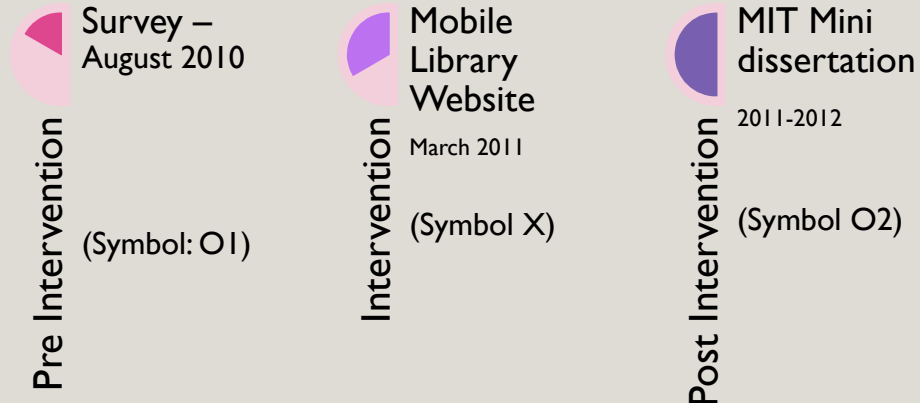 Pre Intervention
Survey –
August 2010
(Symbol: O1)
Intervention
Mobile
Library
Website
March 2011
(Symbol X)
Post Intervention
MIT Mini
dissertation
2011-2012
(Symbol O2)